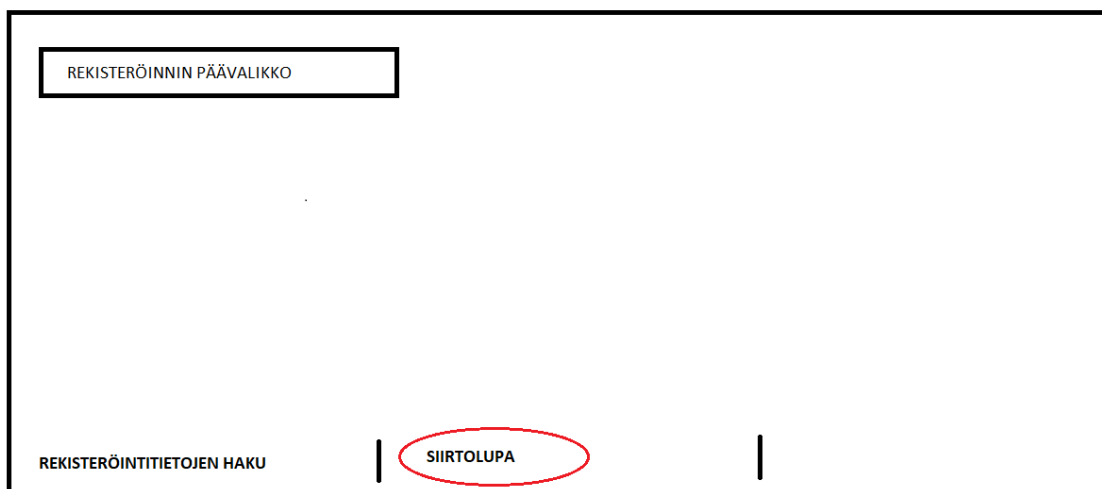 REKISTERÖINNIN PÄÄVALIKKO
REKISTERÖINTITIETOJEN HAKU
SIIRTOLUPA